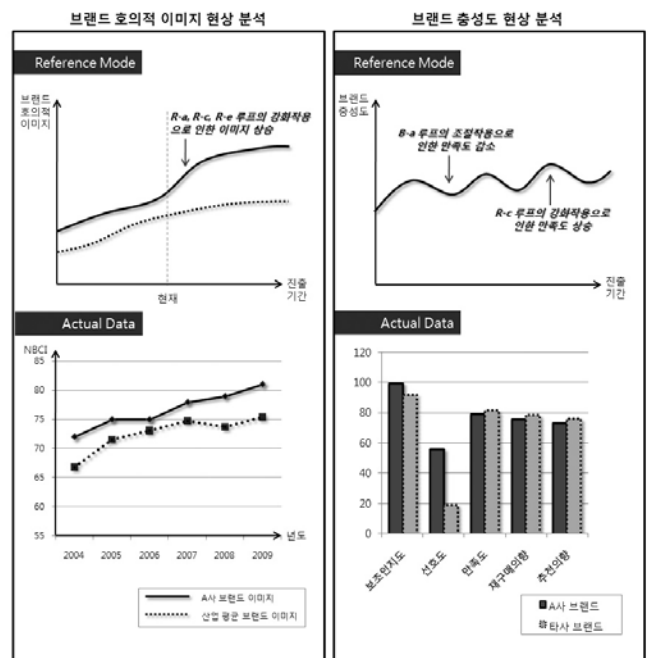 브랜드 호의적 이미지 현상 분석
Reference Mode
브랜드
호의적
이미지
R-a, R-c, R-e 루프의 강화작용
으로 인한 이미지 상승
현재
진출
기간
Actual Data
NBCI
85
80
75
70
65
60
55
2004 2005 2006 2007 2008 2009
년도
A사 브랜드 이미지
산업 평균 브랜드 이미지
브랜드 충성도 현상 분석
Reference Mode
브랜드
충성도
B-a 루프의 조절작용으로
인한 만족도 감소
R-c 루프의 강화작용으로
인한 만족도 상승
진출
기간
Actual Data
120
100
80
60
40
20
0
보조인지도 선호도 만족도 재구매의향 추천의향
A사 브랜드
타사 브랜드